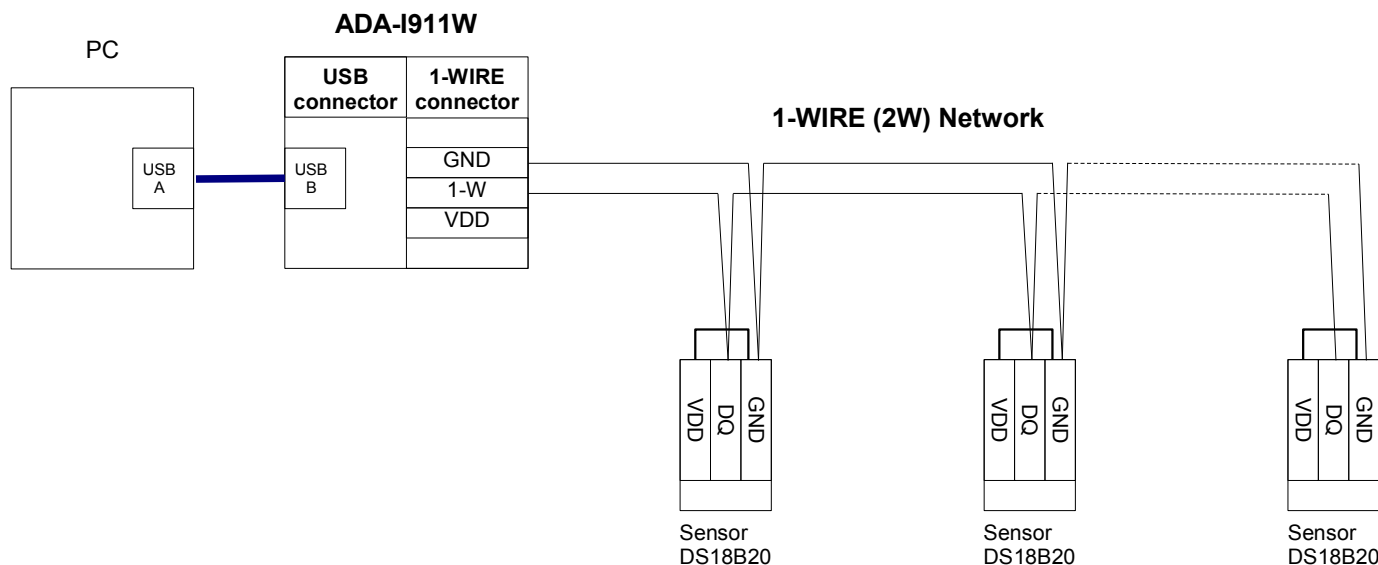 ADA-I911W
PC
USB
connector
1-WIRE
connector
1-WIRE (2W) Network
USB
A
USB
B
GND
1-W
VDD
VDD
DQ
GND
VDD
DQ
GND
VDD
DQ
GND
Sensor
DS18B20
Sensor
DS18B20
Sensor
DS18B20